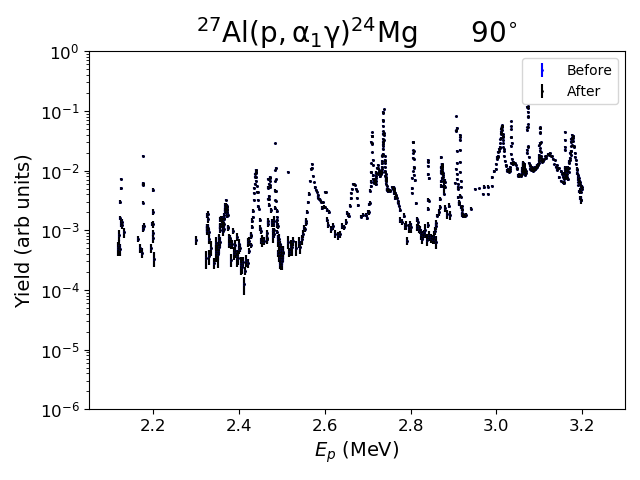 ²⁷Al(p, α₁γ)²⁴Mg 90°
Before
After
10⁰
10⁻¹
10⁻²
10⁻³
10⁻⁴
10⁻⁵
10⁻⁶
Yield (arb units)
2.2 2.4 2.6 2.8 3.0 3.2
Eₚ (MeV)